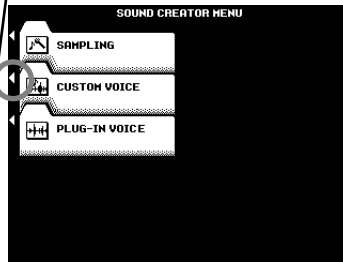 SOUND CREATOR MENU
SAMPLING
CUSTOM VOICE
PLUG-IN VOICE